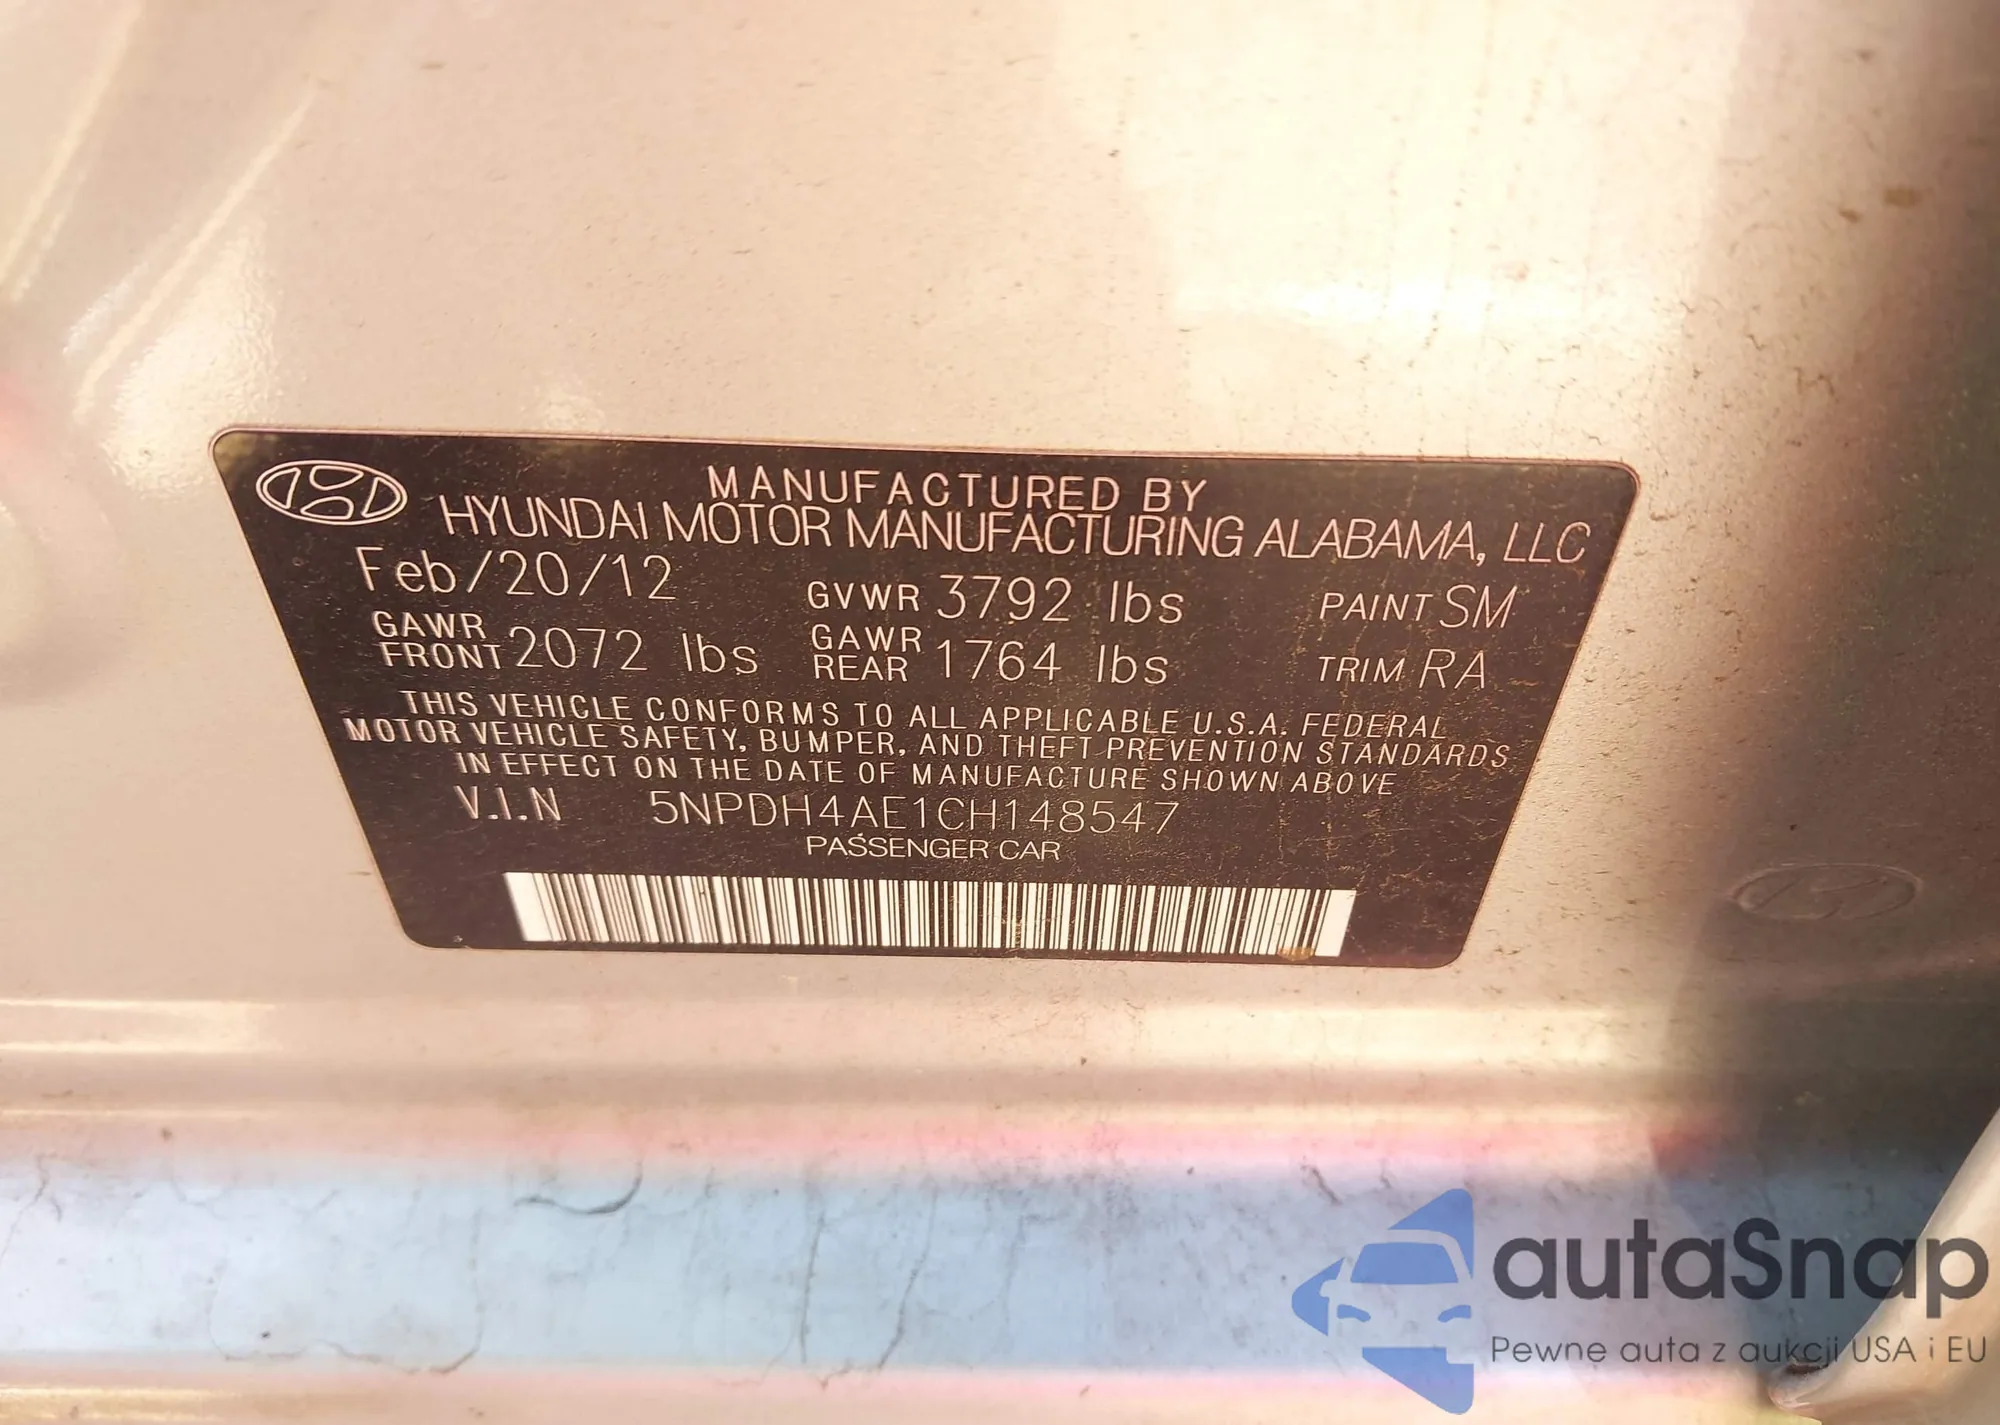 MANUFACTURED BY
HYUNDAI MOTOR MANUFACTURING ALABAMA, LLC
Feb/20/12 GVWR 3792 lbs PAINT SM
GAWR FRONT 2072 lbs GAWR REAR 1764 lbs TRIM RA
THIS VEHICLE CONFORMS TO ALL APPLICABLE U.S.A. FEDERAL
MOTOR VEHICLE SAFETY, BUMPER, AND THEFT PREVENTION STANDARDS
IN EFFECT ON THE DATE OF MANUFACTURE SHOWN ABOVE
V.I.N 5NPDH4AE1CH148547
PASSENGER CAR
autaSnap
Pewne auta z aukcji USA i EU